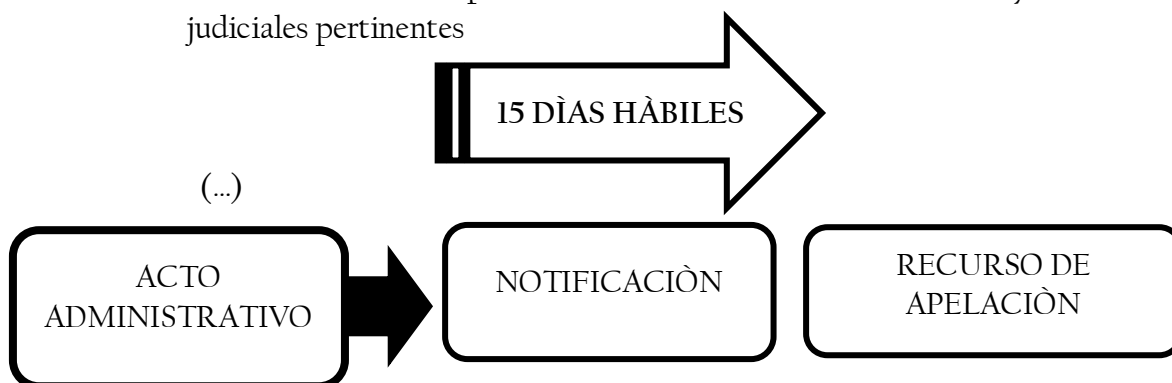 judiciales pertinentes
15 DÌAS HÀBILES
(...)
ACTO
ADMINISTRATIVO
NOTIFICACIÒN
RECURSO DE
APELACIÒN